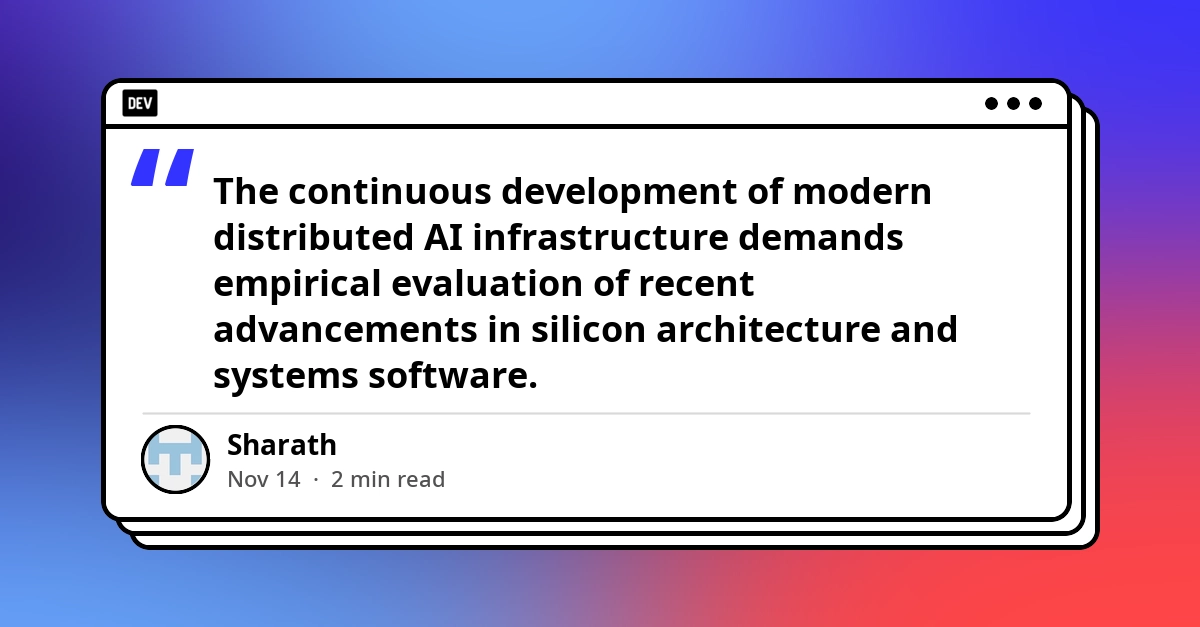 DEV
“
The continuous development of modern
distributed AI infrastructure demands
empirical evaluation of recent
advancements in silicon architecture and
systems software.
Sharath
Nov 14 · 2 min read